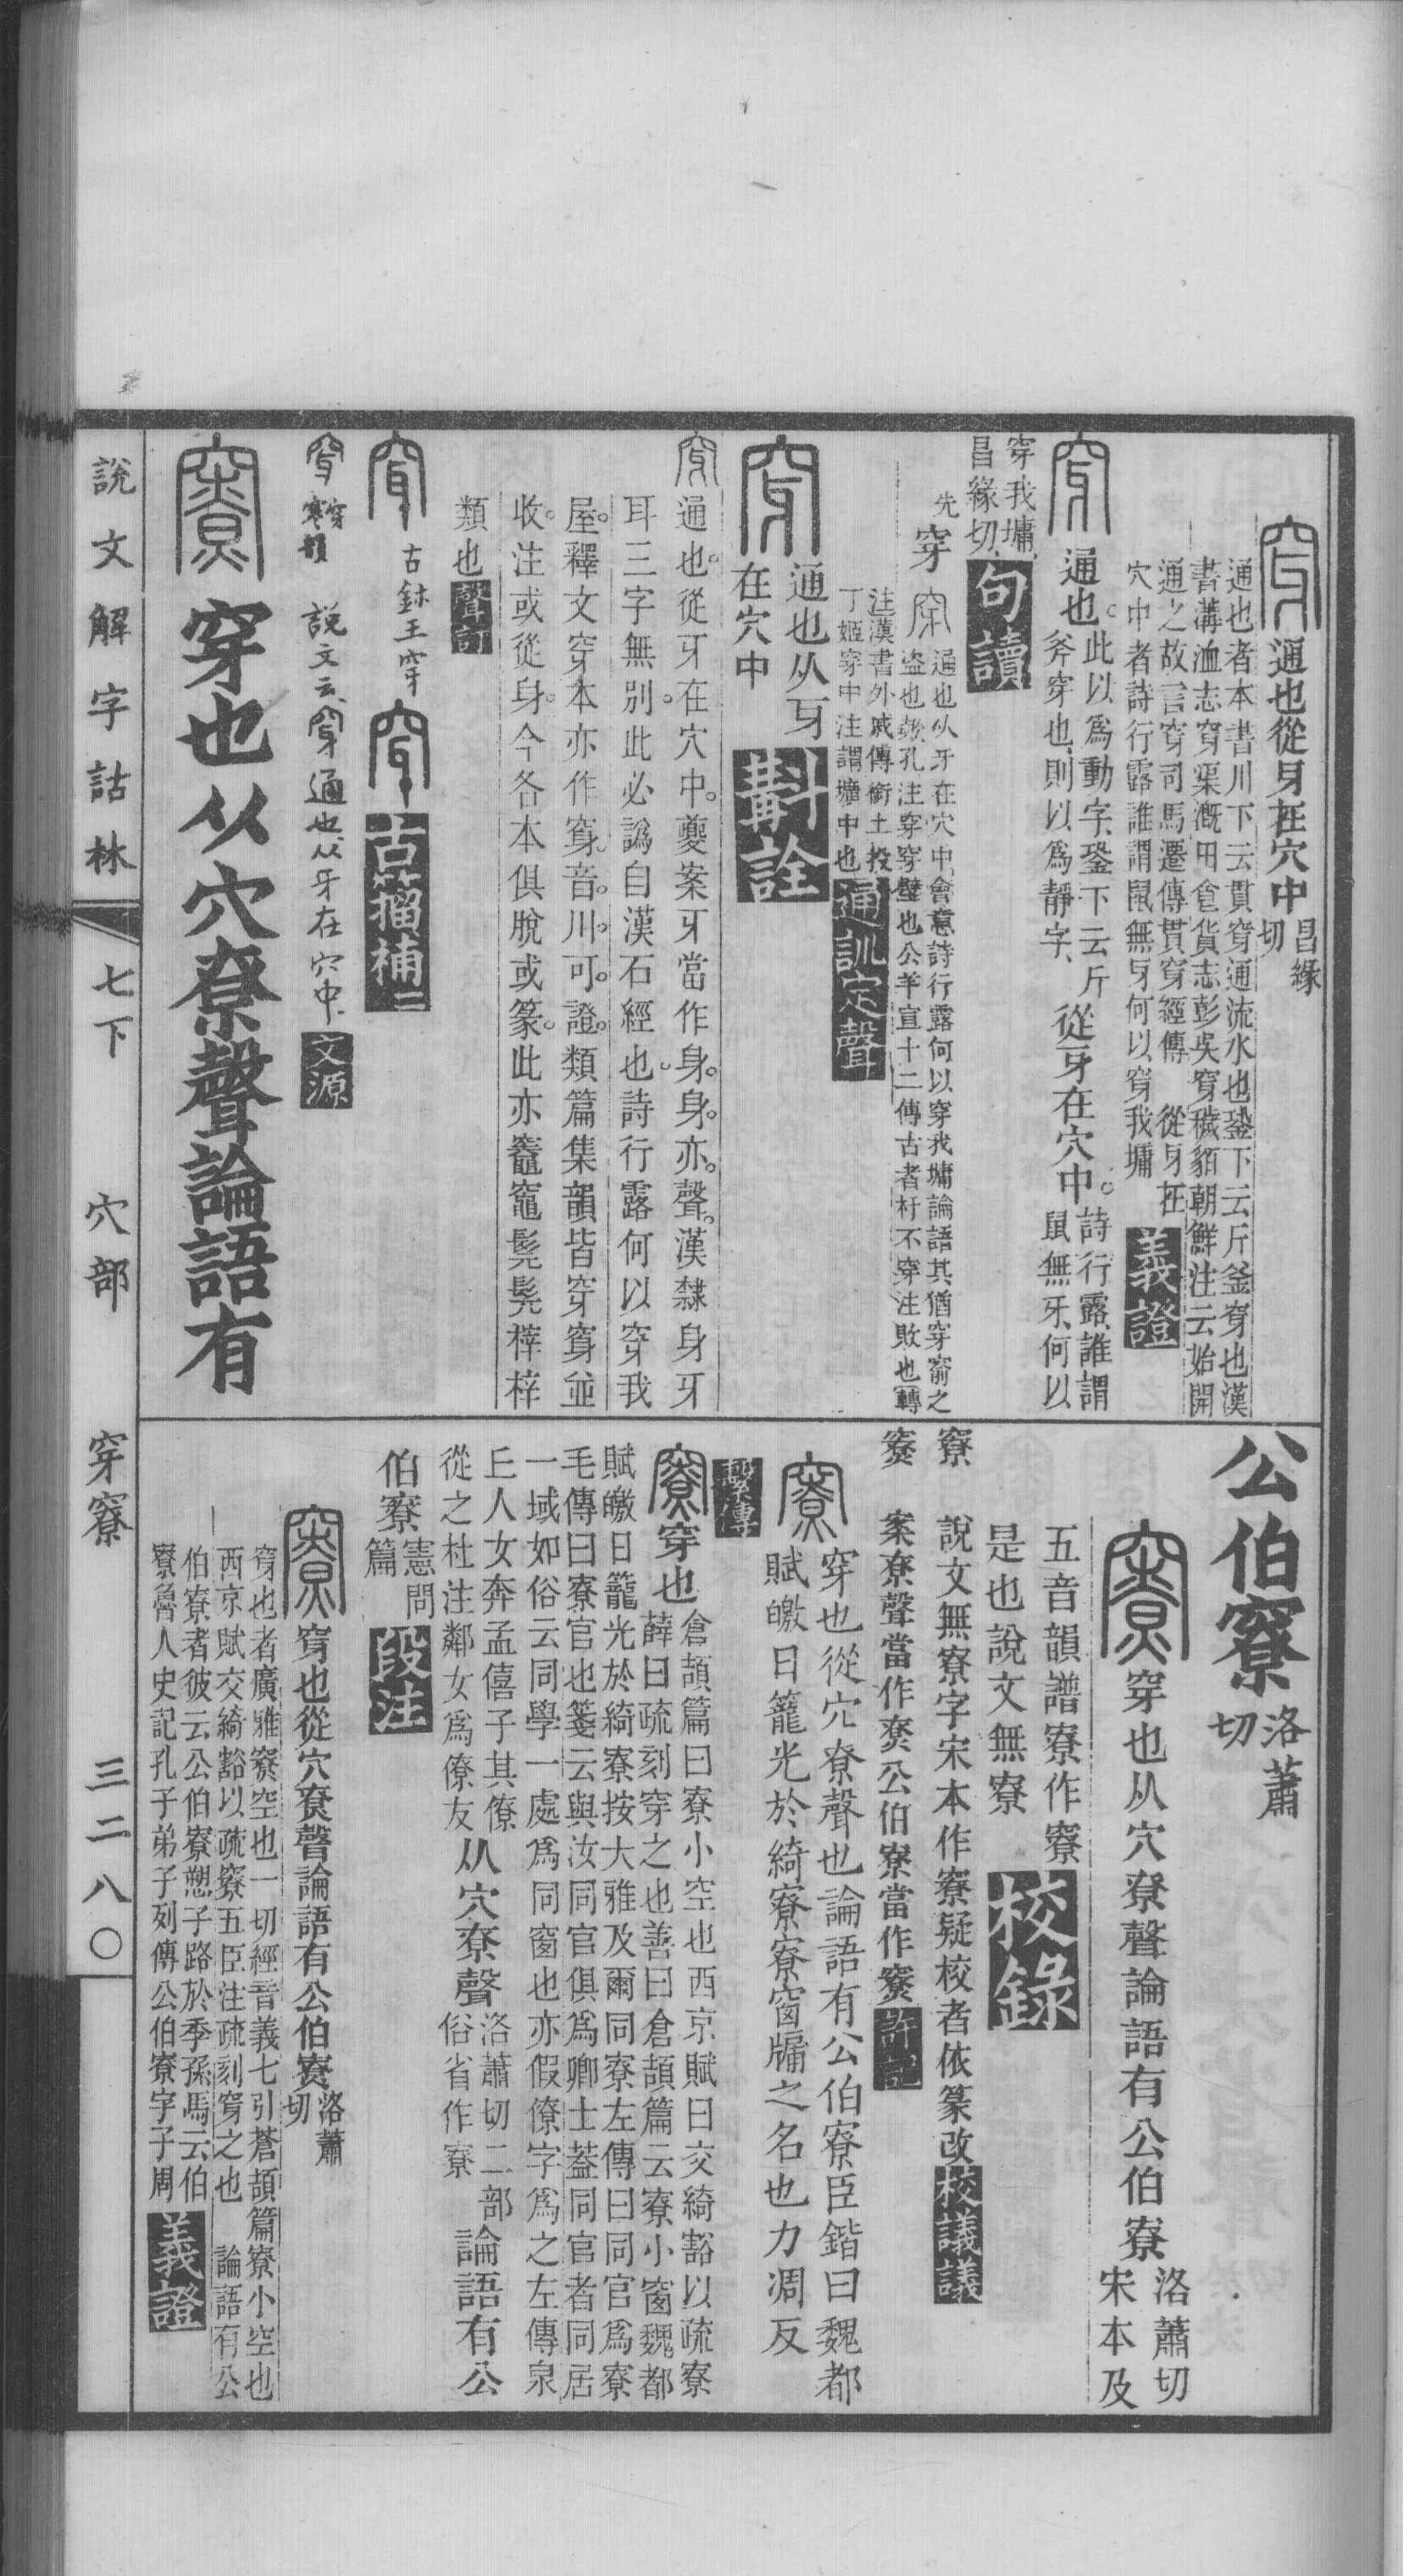 通也從牙在穴中昌緣切
通也者本書川下云貫穿通流水也銎下云斤釜穿也漢
書溝洫志穿渠溉田食貨志彭吳穿穢貊朝鮮注云始開
通之故言穿司馬遷傳貫穿經傳從牙在
穴中者詩行露誰謂鼠無牙何以穿我墉義證
通也此以爲動字銎下云斤
斧穿也則以爲靜字從牙在穴中詩行露誰謂
鼠無牙何以
穿我墉
昌緣切句讀
先穿通也从牙在穴中會意詩行露何以穿我墉論語其猶穿窬之
盜也歟孔注穿穿壁也公羊宣十二傳古者杅不穿注敗也轉
注漢書外戚傳銜土投
丁姬穿中注謂壙中也通訓定聲
通也从牙
在穴中斠詮
通也從牙在穴中夔案牙當作身身亦聲漢隸身牙
耳三字無別此必譌自漢石經也詩行露何以穿我
屋釋文穿本亦作穿音川可證類篇集韻皆穿穿並
收注或從身今各本俱脫或篆此亦竈竈髡髡梓梓
類也聲訂
古鉢王穿
古籀補二
穿寒韻
說文云穿通也从牙在穴中文源
穿也从穴尞聲論語有
公伯寮洛蕭切
穿也从穴尞聲論語有公伯寮洛蕭切
宋本及
五音韻譜寮作寮
是也說文無寮校錄
寮說文無寮字宋本作寮疑校者依篆改校議議
案尞聲當作尞公伯寮當作寮許記
穿也從穴尞聲也論語有公伯寮臣鍇曰魏都
賦皦日籠光於綺寮寮窗牖之名也力凋反
繫傳
穿也倉頡篇曰寮小空也西京賦曰交綺豁以疏寮
薛曰疏刻穿之也善曰倉頡篇云寮小窗魏都
賦皦日籠光於綺寮按大雅及爾同寮左傳曰同官爲寮
毛傳曰寮官也箋云與汝同官俱爲卿士蓋同官者同居
一域如俗云同學一處爲同窗也亦假僚字爲之左傳泉
丘人女奔孟僖子其僚
從之杜注鄰女爲僚友从穴尞聲洛蕭切二部
俗省作寮論語有公
伯寮憲問篇段注
穿也從穴尞聲論語有公伯寮洛蕭切
穿也者廣雅寮空也一切經音義七引蒼頡篇寮小空也
西京賦交綺豁以疏寮五臣注疏刻穿之也論語有公
伯寮者彼云公伯寮愬子路於季孫馬云伯
寮魯人史記孔子弟子列傳公伯寮字子周義證
說文解字詁林 七下 穴部 穿寮 三二八〇